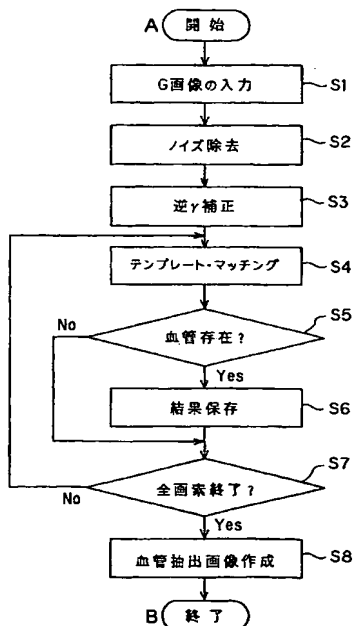 A 開始
G画像の入力 S1
ノイズ除去 S2
逆γ補正 S3
テンプレート・マッチング S4
血管存在? S5
No
Yes
結果保存 S6
全画素終了? S7
No
Yes
血管抽出画像作成 S8
B 終了